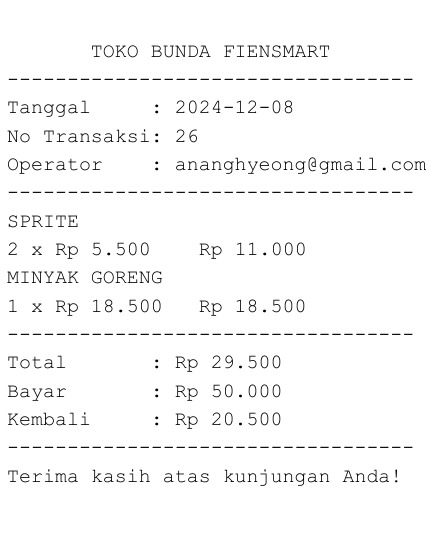 TOKO BUNDA FIENSMART
----------------------------------
Tanggal     : 2024-12-08
No Transaksi: 26
Operator    : ananghyeong@gmail.com
----------------------------------
SPRITE
2 x Rp 5.500    Rp 11.000
MINYAK GORENG
1 x Rp 18.500   Rp 18.500
----------------------------------
Total       : Rp 29.500
Bayar       : Rp 50.000
Kembali     : Rp 20.500
----------------------------------
Terima kasih atas kunjungan Anda!